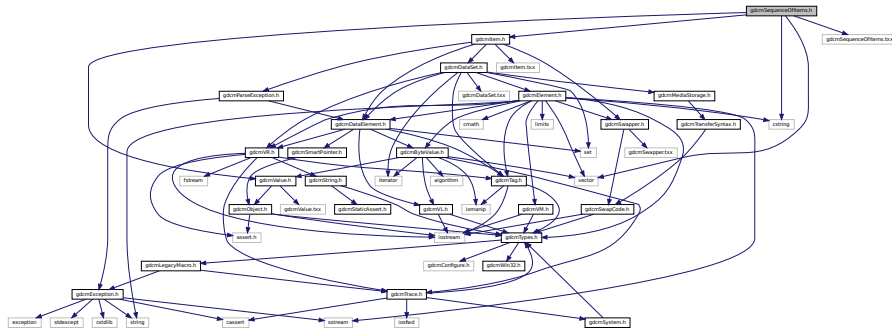 gdcmSequenceOfItems.h
gdcmItem.h
gdcmSequenceOfItems.txx
gdcmDataSet.h
gdcmItem.txx
gdcmParseException.h
gdcmDataSet.txx
gdcmElement.h
gdcmMediaStorage.h
gdcmDataElement.h
cmath
limits
gdcmSwapper.h
gdcmTransferSyntax.h
cstring
gdcmVR.h
gdcmSmartPointer.h
gdcmByteValue.h
set
gdcmSwapper.txx
fstream
gdcmValue.h
gdcmString.h
iterator
algorithm
gdcmTag.h
vector
gdcmObject.h
gdcmValue.txx
gdcmStaticAssert.h
gdcmVL.h
iomanip
gdcmVM.h
gdcmSwapCode.h
assert.h
iostream
gdcmTypes.h
gdcmLegacyMacro.h
gdcmConfigure.h
gdcmWin32.h
gdcmException.h
gdcmTrace.h
exception
stdexcept
cstdlib
string
cassert
sstream
iosfwd
gdcmSystem.h